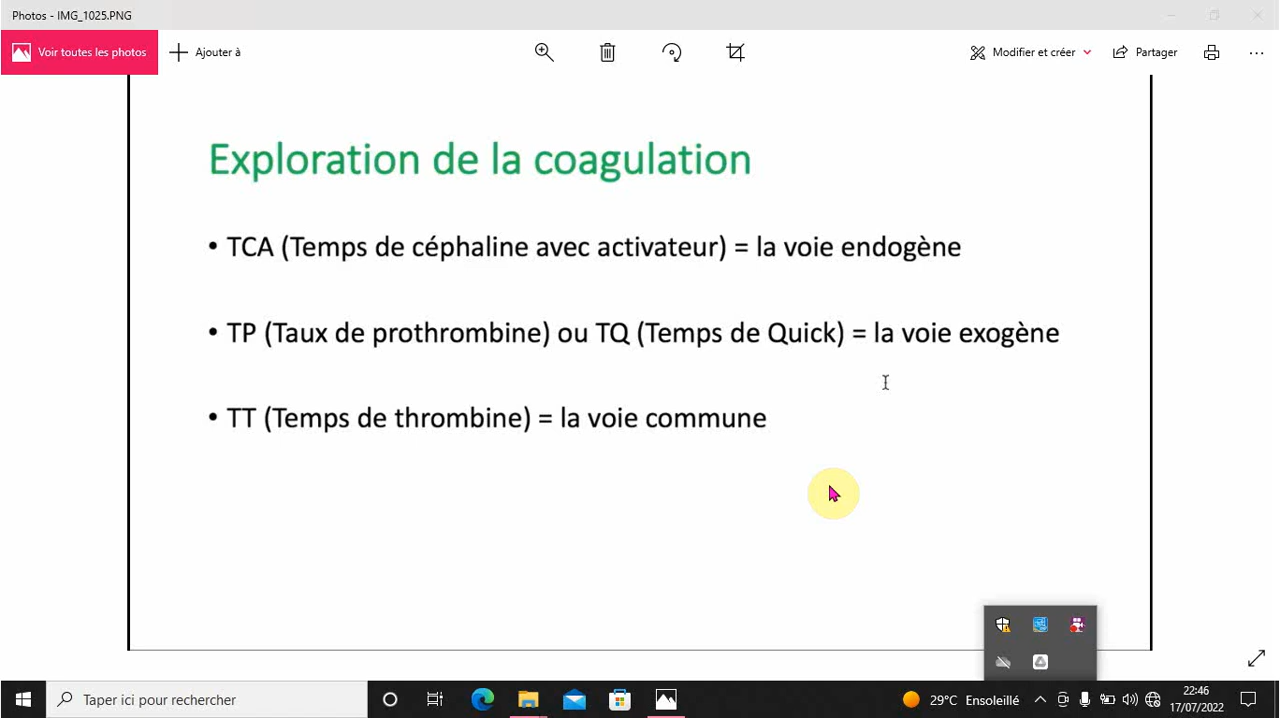 Photos - IMG_1025.PNG
Voir toutes les photos
Ajouter à
Modifier et créer
Partager
Exploration de la coagulation
• TCA (Temps de céphaline avec activateur) = la voie endogène
• TP (Taux de prothrombine) ou TQ (Temps de Quick) = la voie exogène
• TT (Temps de thrombine) = la voie commune
Taper ici pour rechercher
29°C Ensoleillé
22:46
17/07/2022